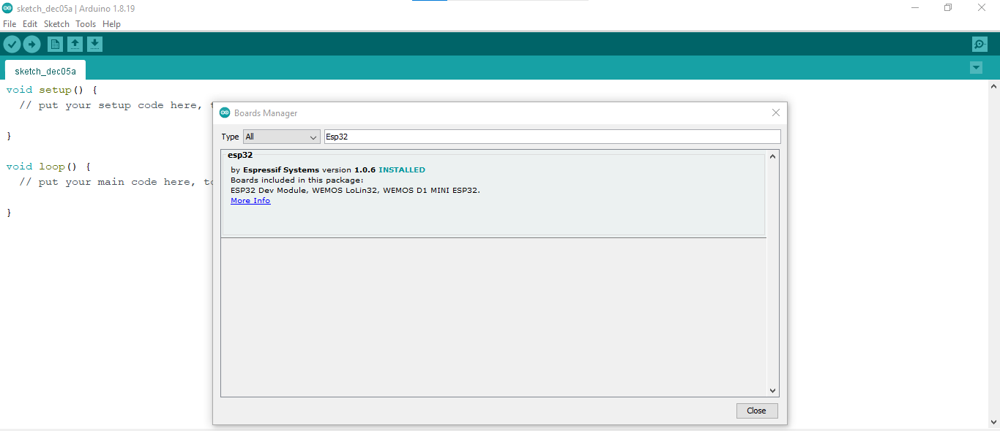 sketch_dec05a | Arduino 1.8.19
File Edit Sketch Tools Help
sketch_dec05a
void setup() {
// put your setup code here,
}
void loop() {
// put your main code here,
}
Boards Manager
Type All Esp32
esp32
by Espressif Systems version 1.0.6 INSTALLED
Boards included in this package:
ESP32 Dev Module, WEMOS LoLin32, WEMOS D1 MINI ESP32.
More Info
Close